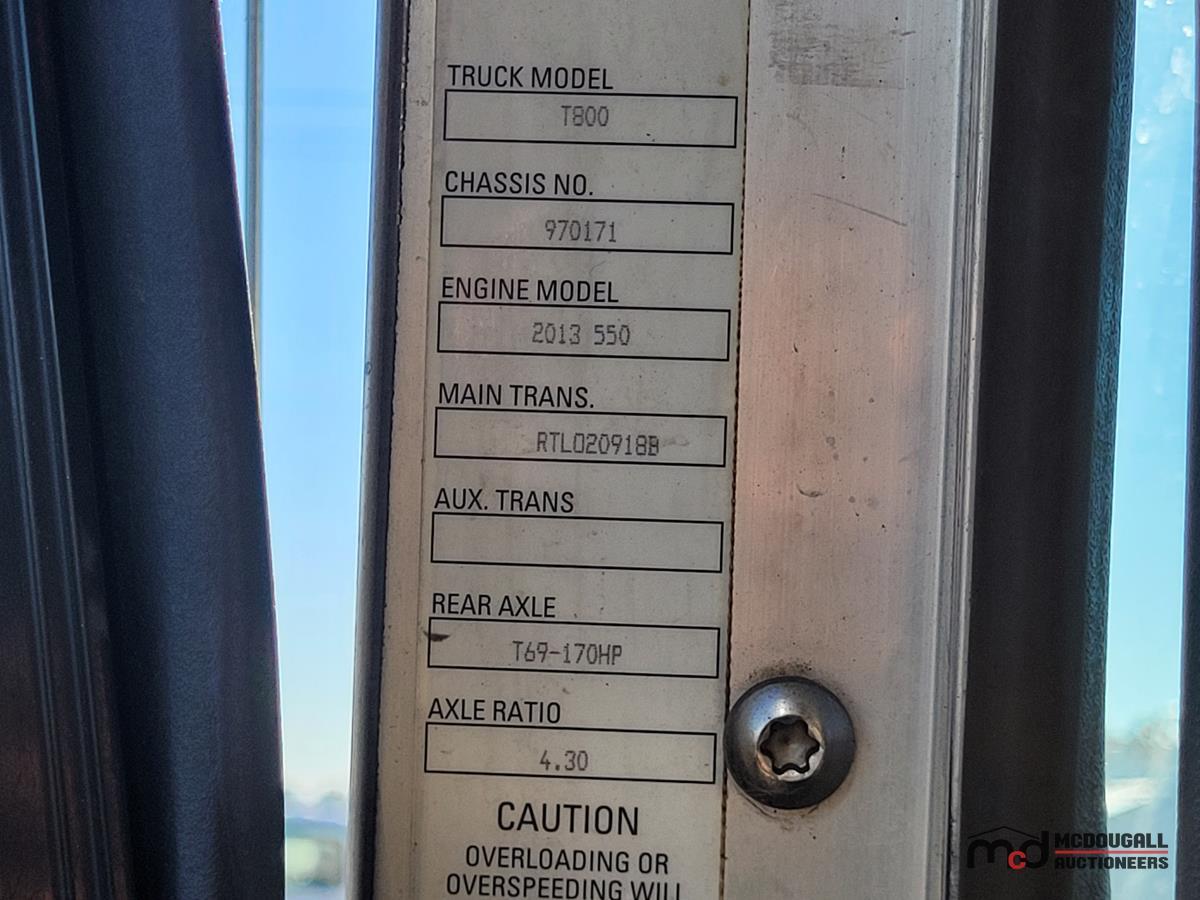 TRUCK MODEL
T800
CHASSIS NO.
970171
ENGINE MODEL
2013 550
MAIN TRANS.
RTLO20918B
AUX. TRANS
REAR AXLE
T69-170HP
AXLE RATIO
4.30
CAUTION
OVERLOADING OR
OVERSPEEDING WILL
mcd MCDOUGALL
AUCTIONEERS